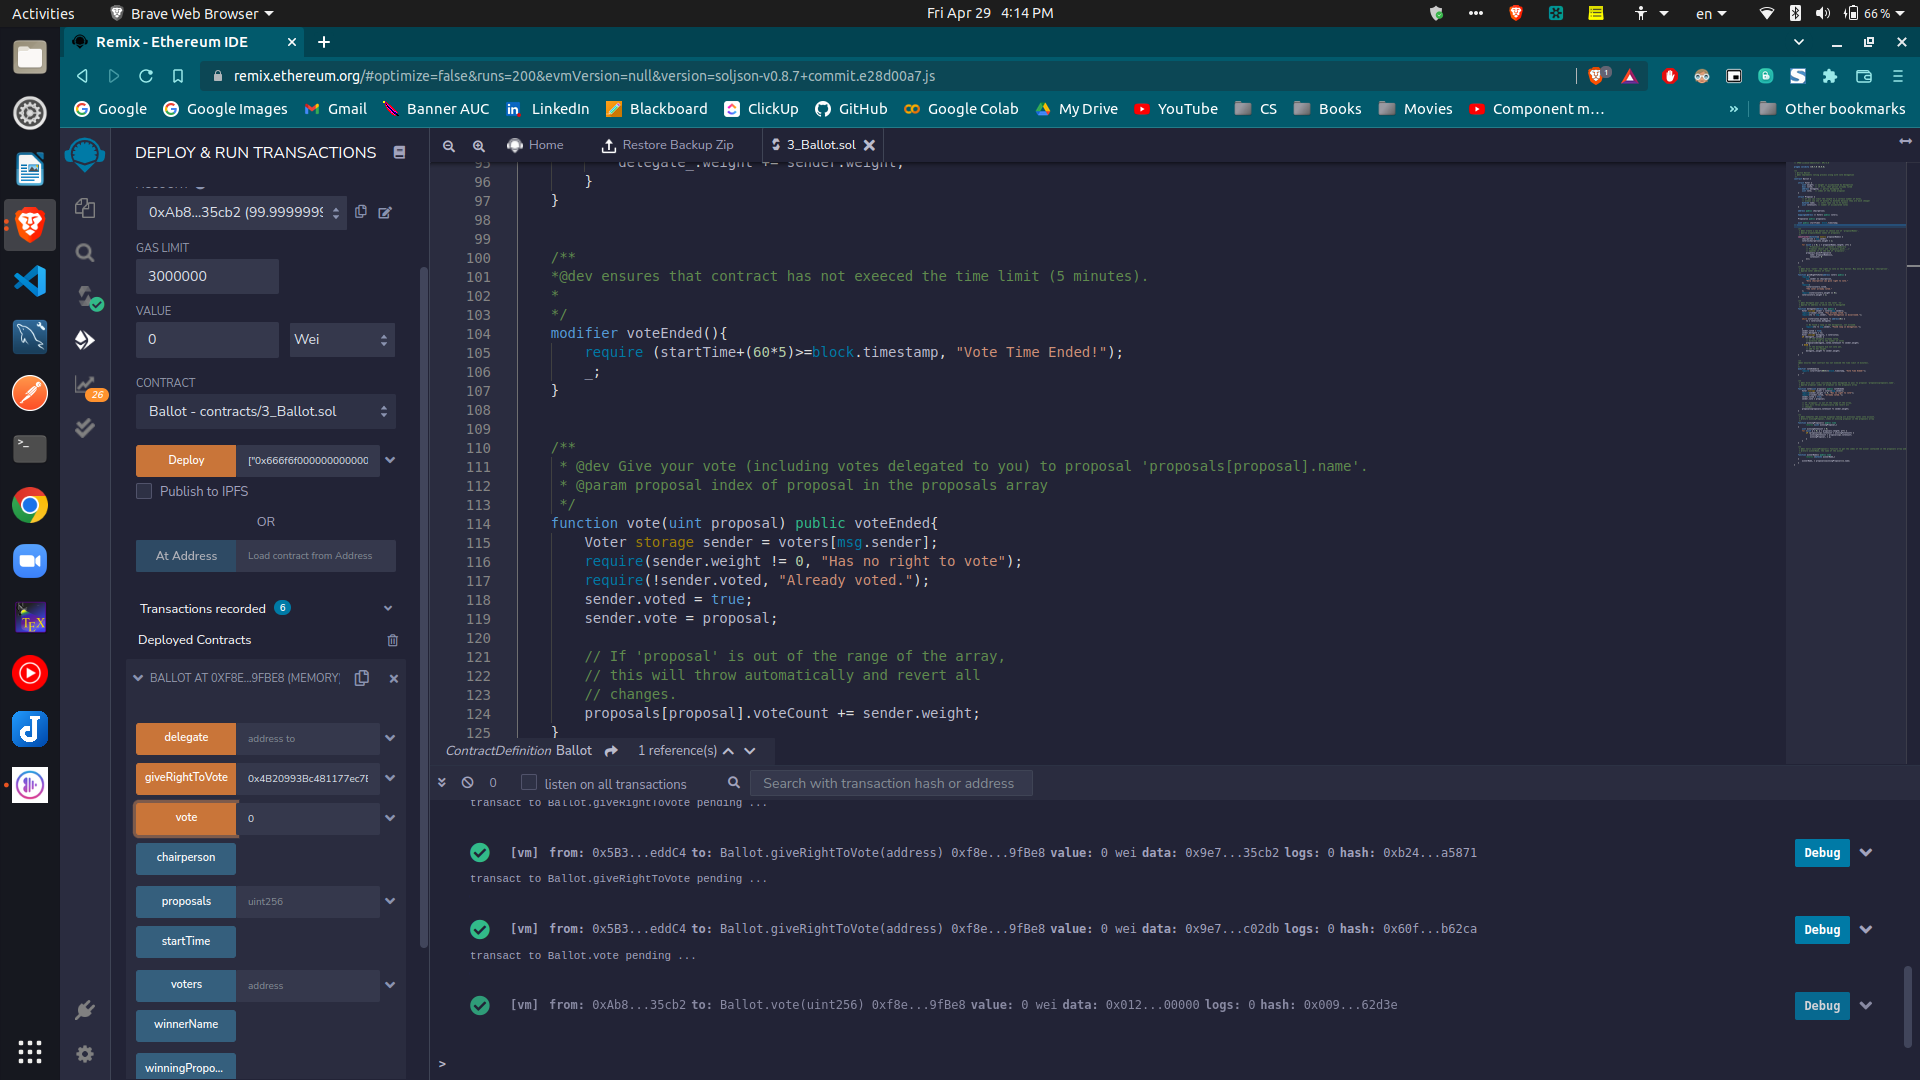 Activities
Brave Web Browser
Fri Apr 29 4:14 PM
en
66 %
Remix - Ethereum IDE
remix.ethereum.org/#optimize=false&runs=200&evmVersion=null&version=soljson-v0.8.7+commit.e28d00a7.js
1
Google
Google Images
Gmail
Banner AUC
LinkedIn
Blackboard
ClickUp
GitHub
Google Colab
My Drive
YouTube
CS
Books
Movies
Component m…
»
Other bookmarks
DEPLOY & RUN TRANSACTIONS
0xAb8...35cb2 (99.9999999
GAS LIMIT
3000000
VALUE
0
Wei
CONTRACT
Ballot - contracts/3_Ballot.sol
Deploy
["0x666f6f000000000000
Publish to IPFS
OR
At Address
Load contract from Address
Transactions recorded 6
Deployed Contracts
BALLOT AT 0XF8E...9FBE8 (MEMORY)
delegate
address to
giveRightToVote
0x4B20993Bc481177ec7E
vote
0
chairperson
proposals
uint256
startTime
voters
address
winnerName
winningPropo...
26
Home
Restore Backup Zip
3_Ballot.sol
95 delegate_.weight += sender.weight;
96 }
97 }
98
99
100 /**
101 *@dev ensures that contract has not exeeced the time limit (5 minutes).
102 *
103 */
104 modifier voteEnded(){
105 require (startTime+(60*5)>=block.timestamp, "Vote Time Ended!");
106 _;
107 }
108
109
110 /**
111 * @dev Give your vote (including votes delegated to you) to proposal 'proposals[proposal].name'.
112 * @param proposal index of proposal in the proposals array
113 */
114 function vote(uint proposal) public voteEnded{
115 Voter storage sender = voters[msg.sender];
116 require(sender.weight != 0, "Has no right to vote");
117 require(!sender.voted, "Already voted.");
118 sender.voted = true;
119 sender.vote = proposal;
120
121 // If 'proposal' is out of the range of the array,
122 // this will throw automatically and revert all
123 // changes.
124 proposals[proposal].voteCount += sender.weight;
125 }
ContractDefinition Ballot
1 reference(s)
0
listen on all transactions
Search with transaction hash or address
transact to Ballot.giveRightToVote pending ...
[vm] from: 0x5B3...eddC4 to: Ballot.giveRightToVote(address) 0xf8e...9fBe8 value: 0 wei data: 0x9e7...35cb2 logs: 0 hash: 0xb24...a5871
Debug
transact to Ballot.giveRightToVote pending ...
[vm] from: 0x5B3...eddC4 to: Ballot.giveRightToVote(address) 0xf8e...9fBe8 value: 0 wei data: 0x9e7...c02db logs: 0 hash: 0x60f...b62ca
Debug
transact to Ballot.vote pending ...
[vm] from: 0xAb8...35cb2 to: Ballot.vote(uint256) 0xf8e...9fBe8 value: 0 wei data: 0x012...00000 logs: 0 hash: 0x009...62d3e
Debug
>